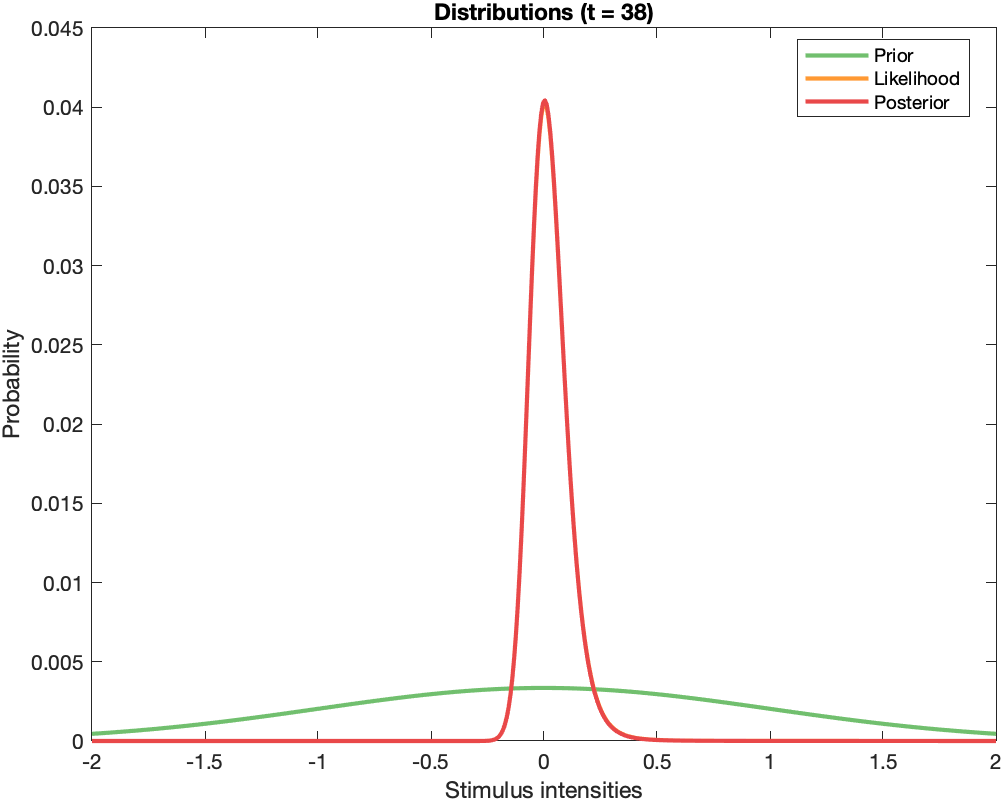 Distributions (t = 38)
0.045
0.04
0.035
0.03
0.025
0.02
0.015
0.01
0.005
0
Probability
Prior
Likelihood
Posterior
-2 -1.5 -1 -0.5 0 0.5 1 1.5 2
Stimulus intensities